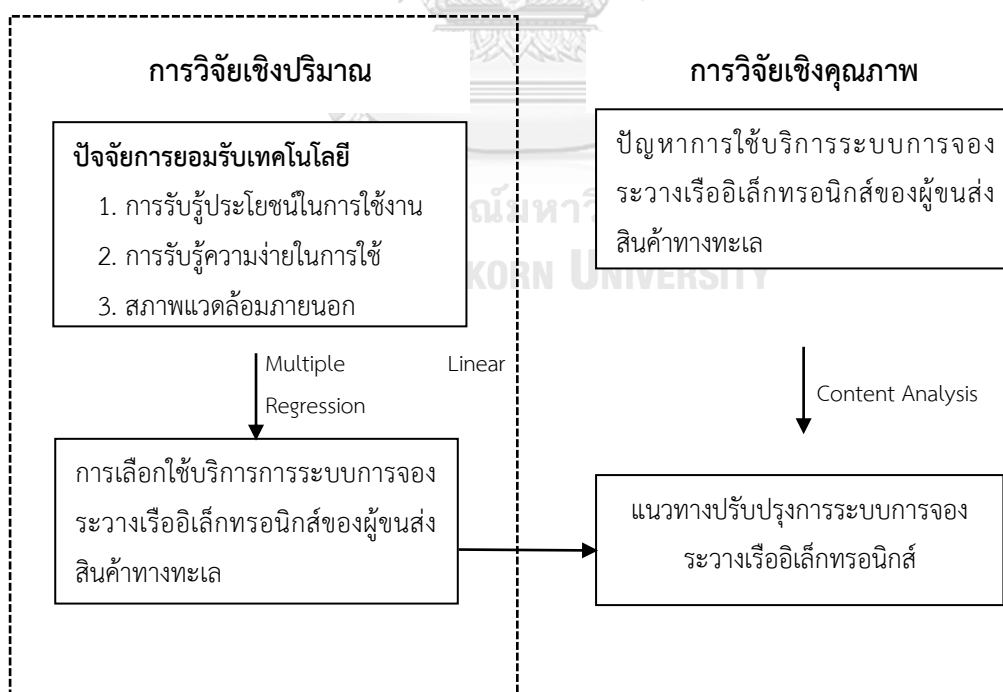 การวิจัยเชิงปริมาณ
ปัจจัยการยอมรับเทคโนโลยี
1. การรับรู้ประโยชน์ในการใช้งาน
2. การรับรู้ความง่ายในการใช้
3. สภาพแวดล้อมภายนอก
Multiple Linear
Regression
การเลือกใช้บริการการระบบการจอง
ระวางเรืออิเล็กทรอนิกส์ของผู้ขนส่ง
สินค้าทางทะเล
การวิจัยเชิงคุณภาพ
ปัญหาการใช้บริการระบบการจอง
ระวางเรืออิเล็กทรอนิกส์ของผู้ขนส่ง
สินค้าทางทะเล
Content Analysis
แนวทางปรับปรุงการระบบการจอง
ระวางเรืออิเล็กทรอนิกส์
ณ์มหาวิ
KORN UNIVERSITY